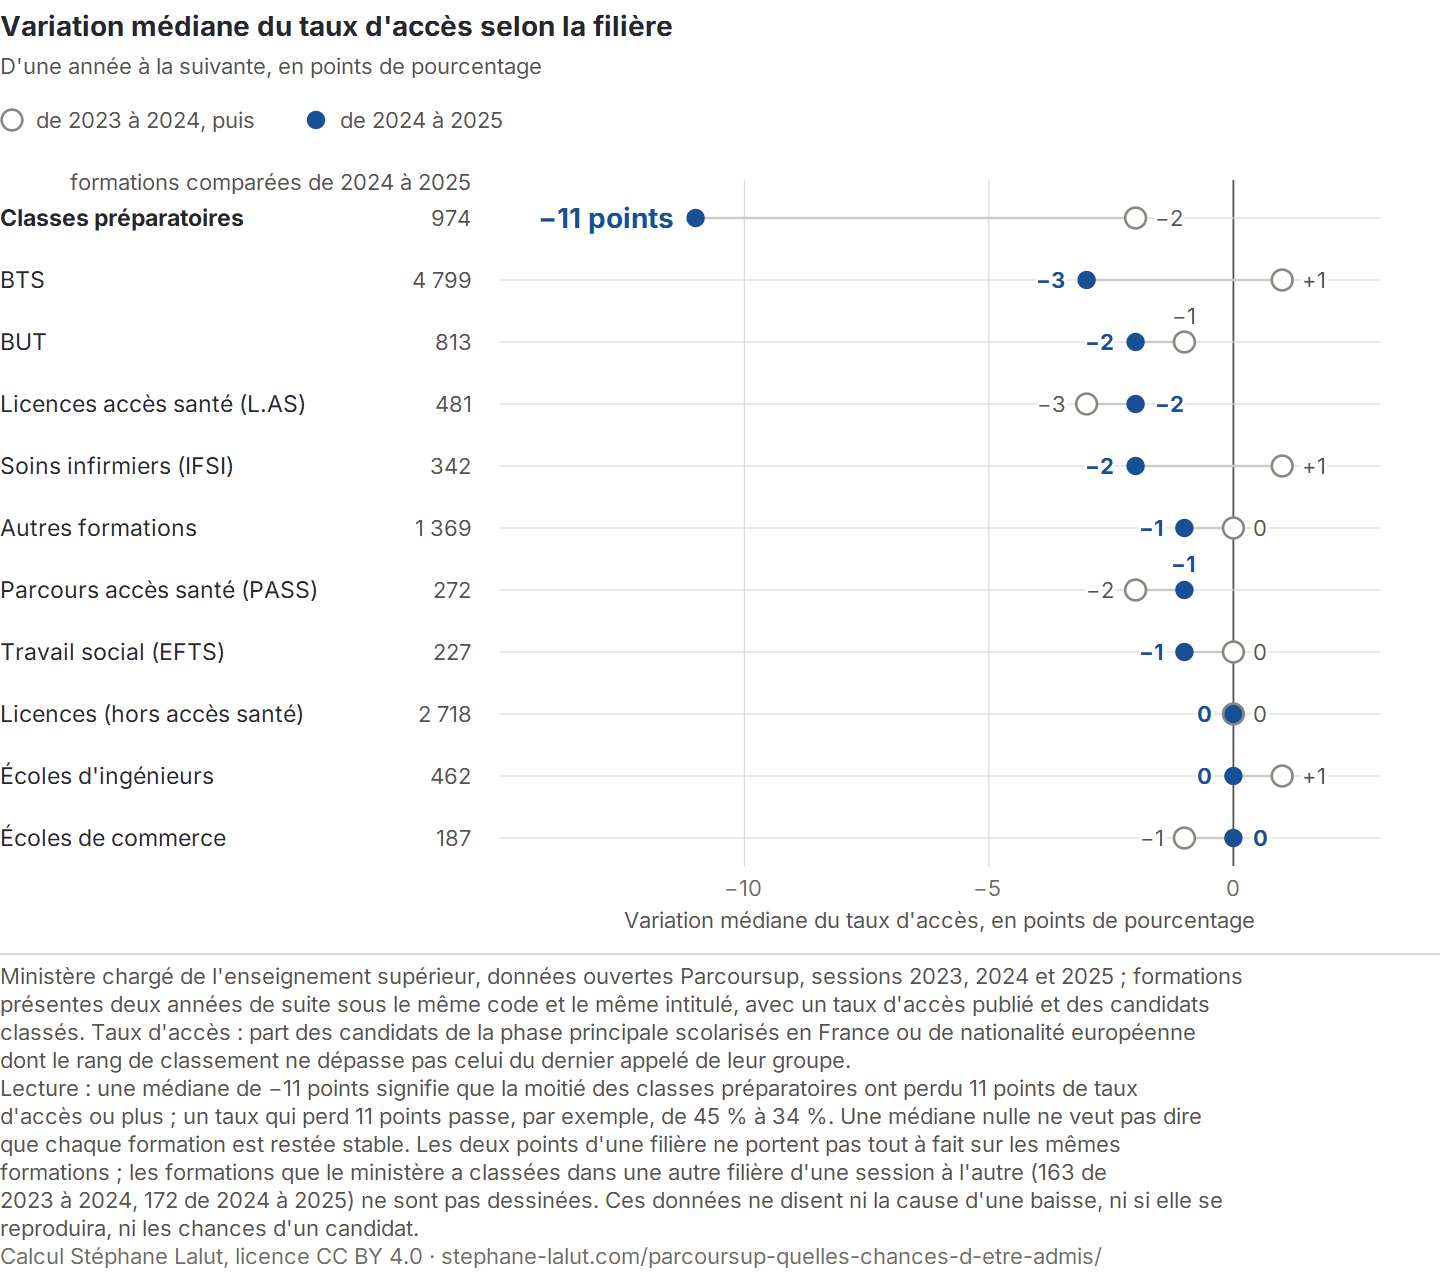 Variation médiane du taux d'accès selon la filière
D'une année à la suivante, en points de pourcentage
de 2023 à 2024, puis de 2024 à 2025
formations comparées de 2024 à 2025
Classes préparatoires 974 −11 points −2
BTS 4 799 −3 +1
−1
BUT 813 −2
Licences accès santé (L.AS) 481 −3 −2
Soins infirmiers (IFSI) 342 −2 +1
Autres formations 1 369 −1 0
−1
Parcours accès santé (PASS) 272 −2
Travail social (EFTS) 227 −1 0
Licences (hors accès santé) 2 718 0 0
Écoles d'ingénieurs 462 0 +1
Écoles de commerce 187 −1 0
−10 −5 0
Variation médiane du taux d'accès, en points de pourcentage
Ministère chargé de l'enseignement supérieur, données ouvertes Parcoursup, sessions 2023, 2024 et 2025 ; formations
présentes deux années de suite sous le même code et le même intitulé, avec un taux d'accès publié et des candidats
classés. Taux d'accès : part des candidats de la phase principale scolarisés en France ou de nationalité européenne
dont le rang de classement ne dépasse pas celui du dernier appelé de leur groupe.
Lecture : une médiane de −11 points signifie que la moitié des classes préparatoires ont perdu 11 points de taux
d'accès ou plus ; un taux qui perd 11 points passe, par exemple, de 45 % à 34 %. Une médiane nulle ne veut pas dire
que chaque formation est restée stable. Les deux points d'une filière ne portent pas tout à fait sur les mêmes
formations ; les formations que le ministère a classées dans une autre filière d'une session à l'autre (163 de
2023 à 2024, 172 de 2024 à 2025) ne sont pas dessinées. Ces données ne disent ni la cause d'une baisse, ni si elle se
reproduira, ni les chances d'un candidat.
Calcul Stéphane Lalut, licence CC BY 4.0 · stephane-lalut.com/parcoursup-quelles-chances-d-etre-admis/